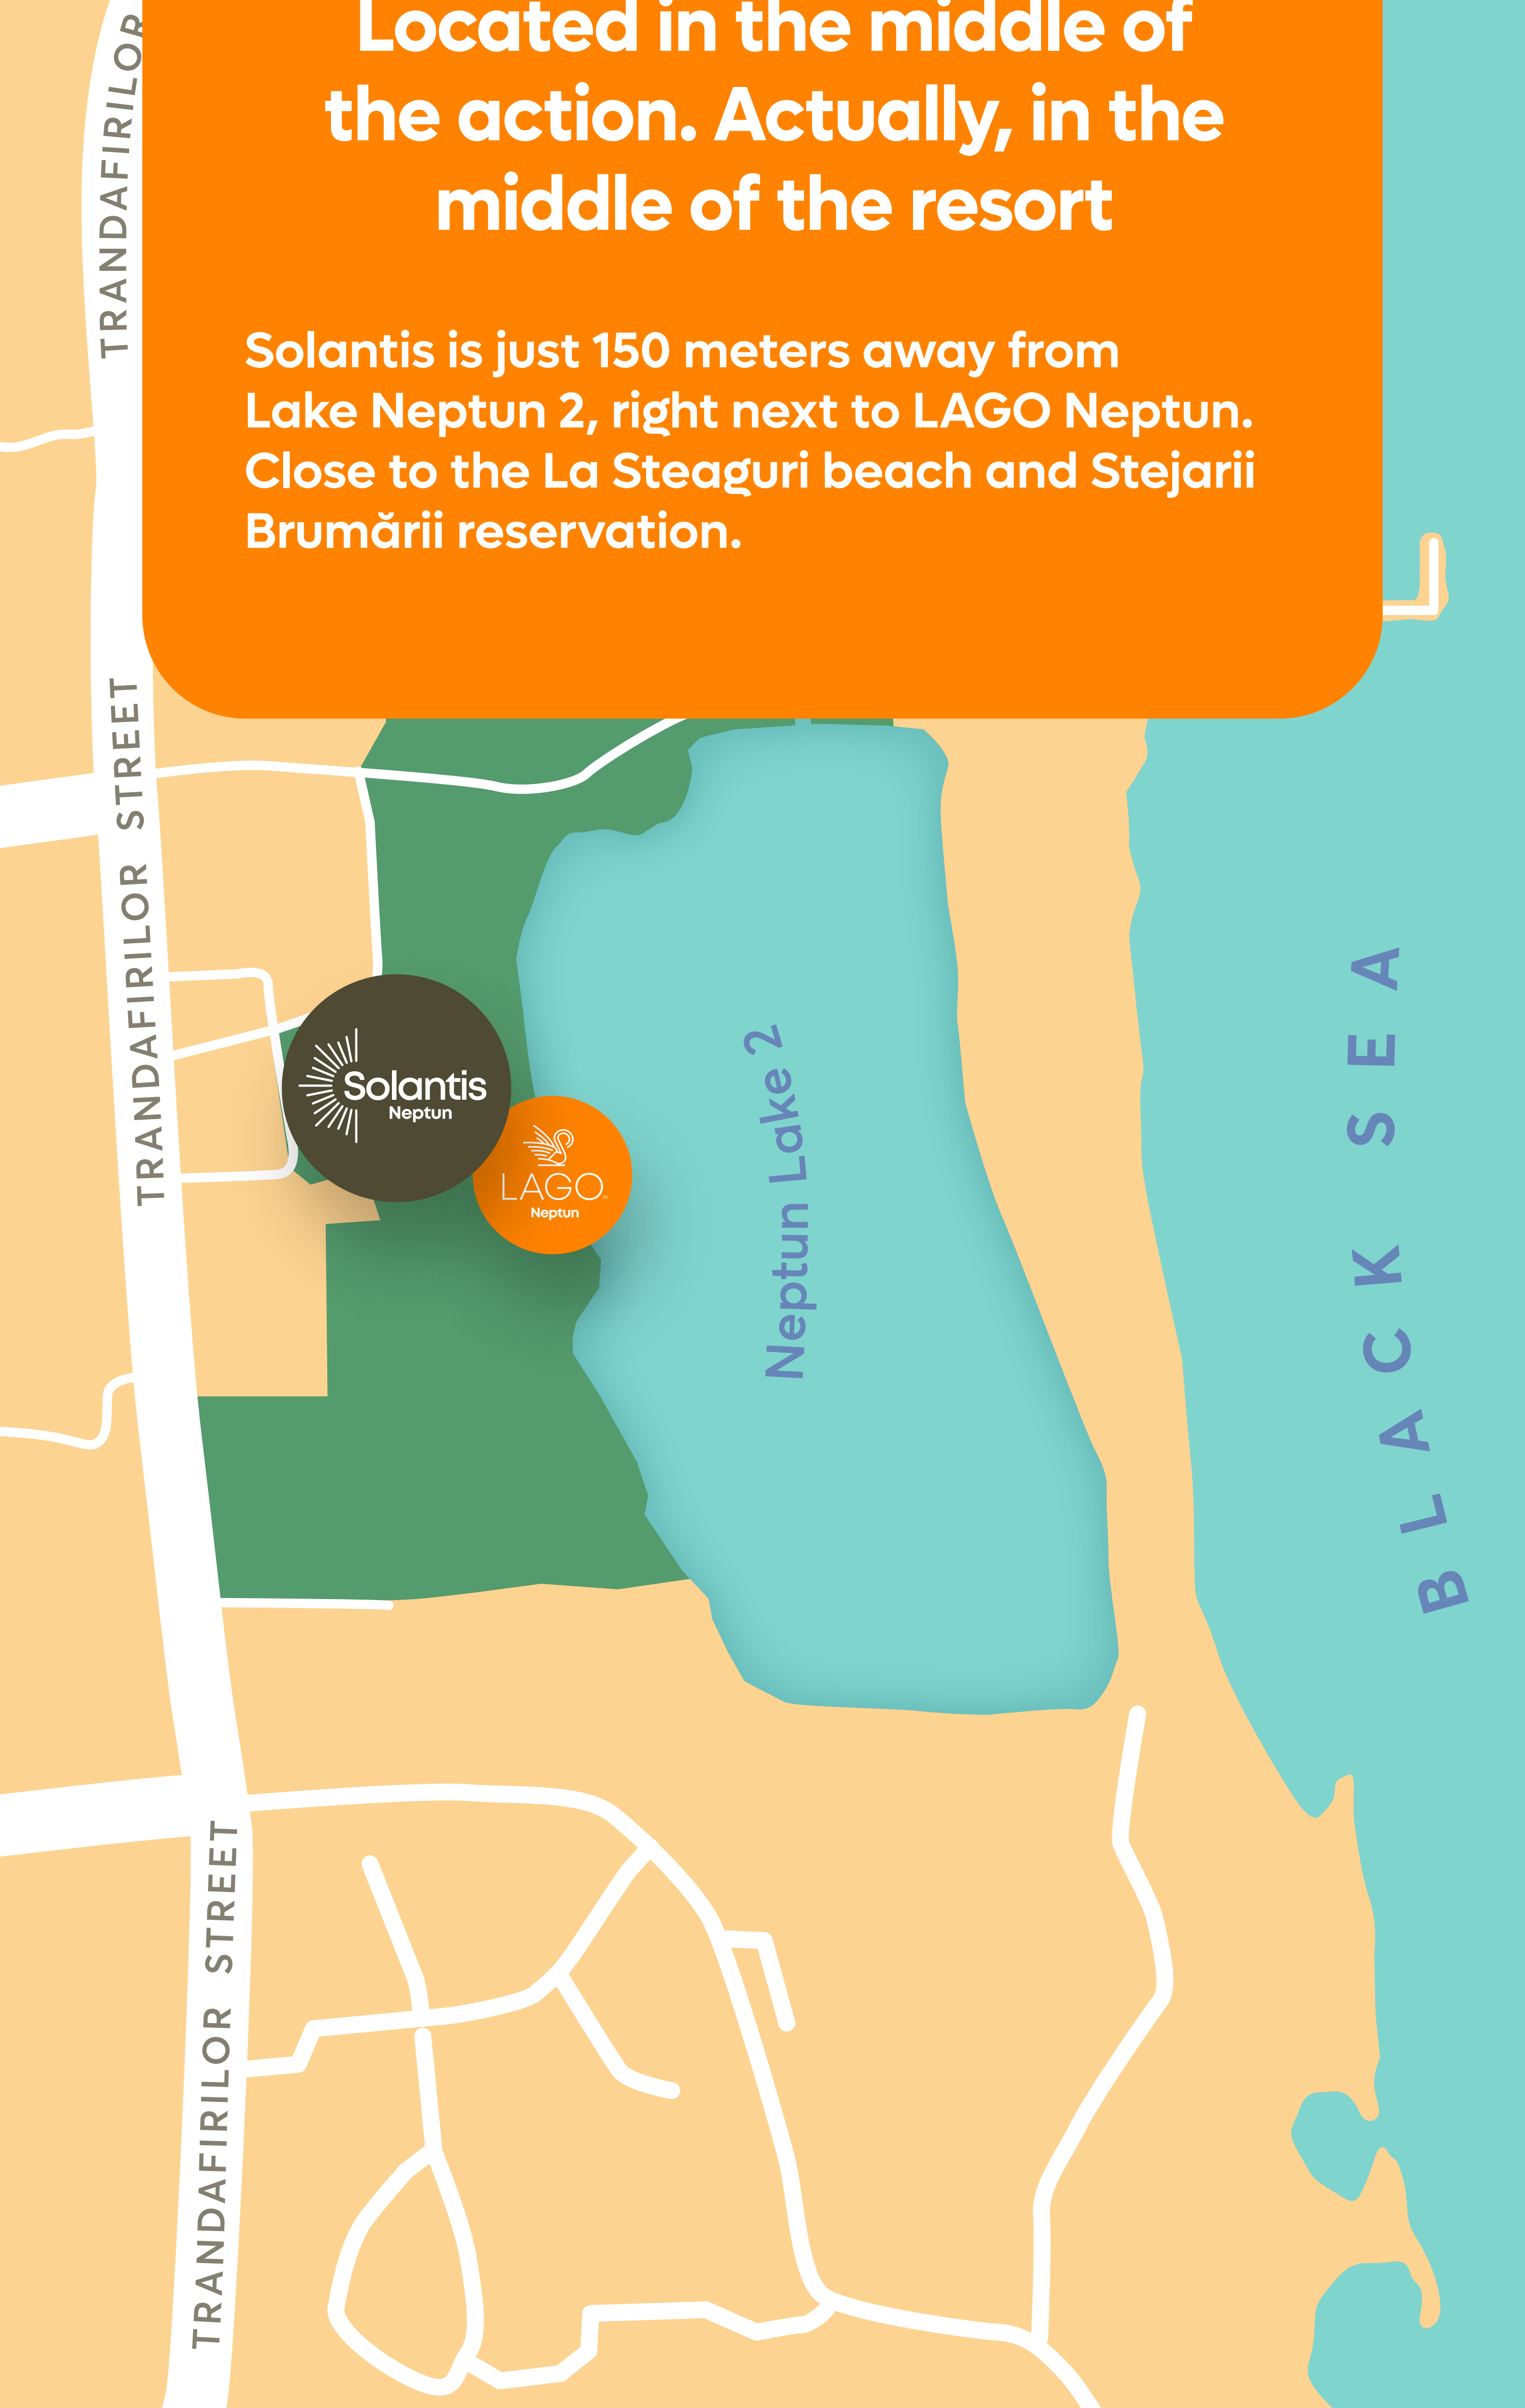 Located in the middle of
the action. Actually, in the
middle of the resort
Solantis is just 150 meters away from
Lake Neptun 2, right next to LAGO Neptun.
Close to the La Steaguri beach and Stejarii
Brumării reservation.
TRANDAFIRILOR
TRANDAFIRILOR STREET
Solantis
Neptun
LAGO
Neptun
Neptun Lake 2
BLACK SEA
TRANDAFIRILOR STREET